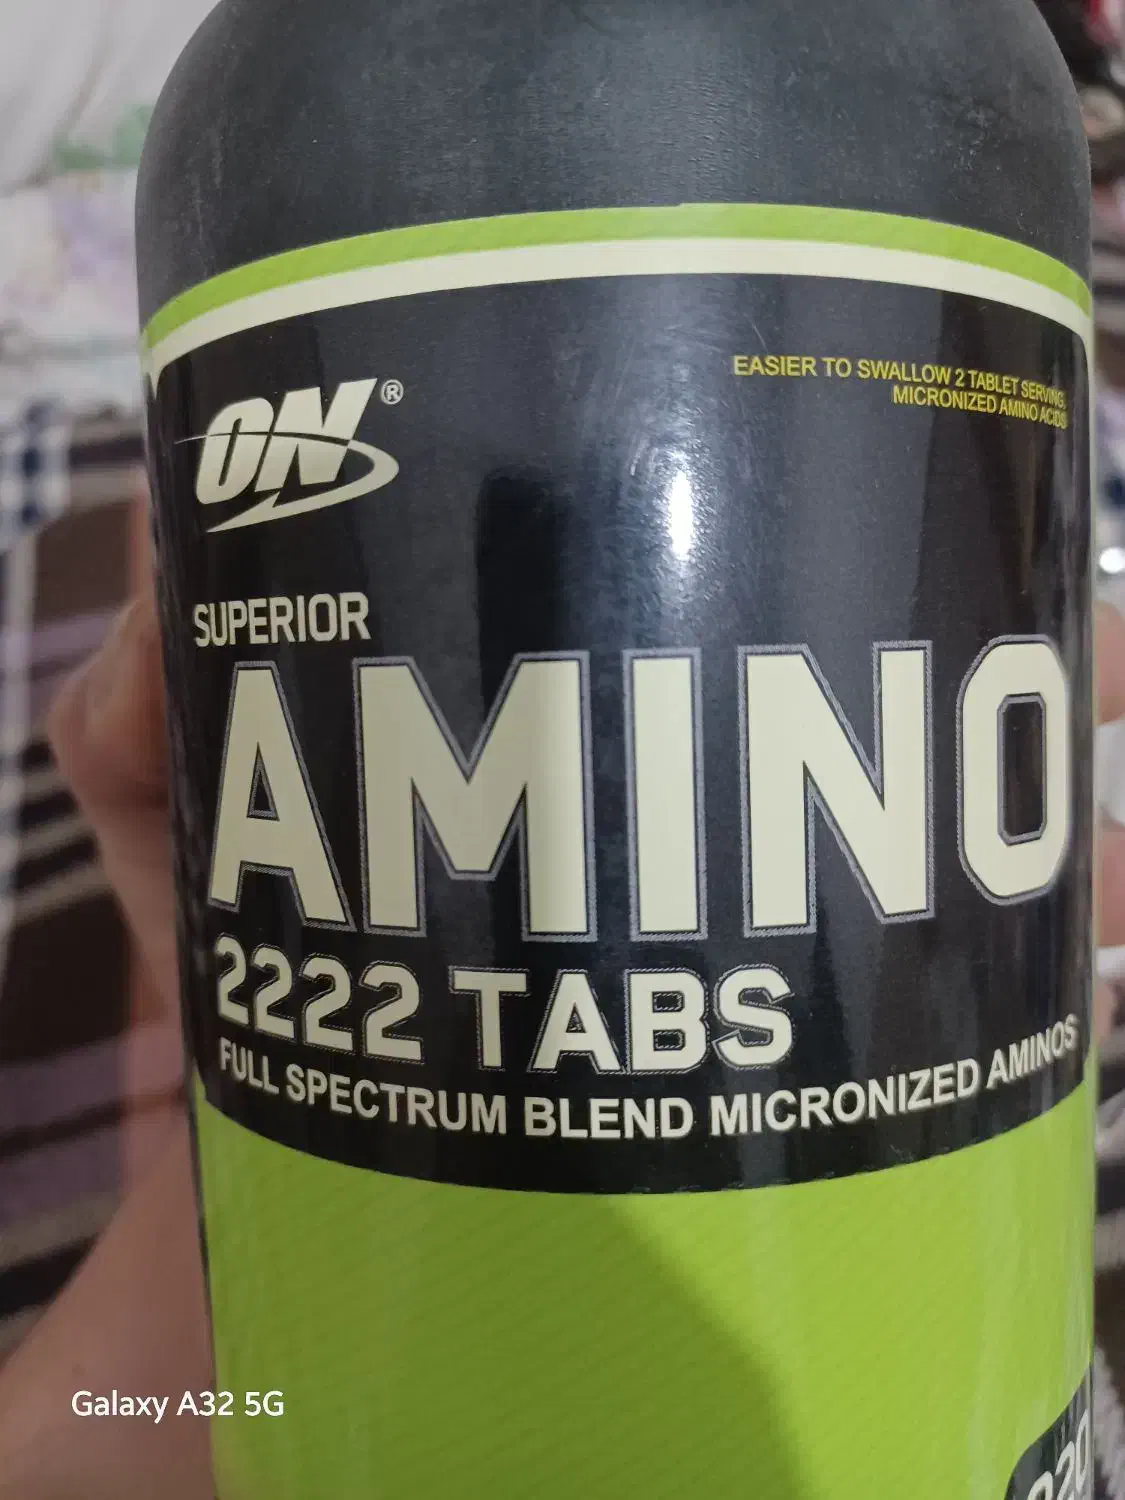 ON®
EASIER TO SWALLOW 2 TABLET SERVING,
MICRONIZED AMINO ACIDS
SUPERIOR
AMINO
2222 TABS
FULL SPECTRUM BLEND MICRONIZED AMINOS
Galaxy A32 5G